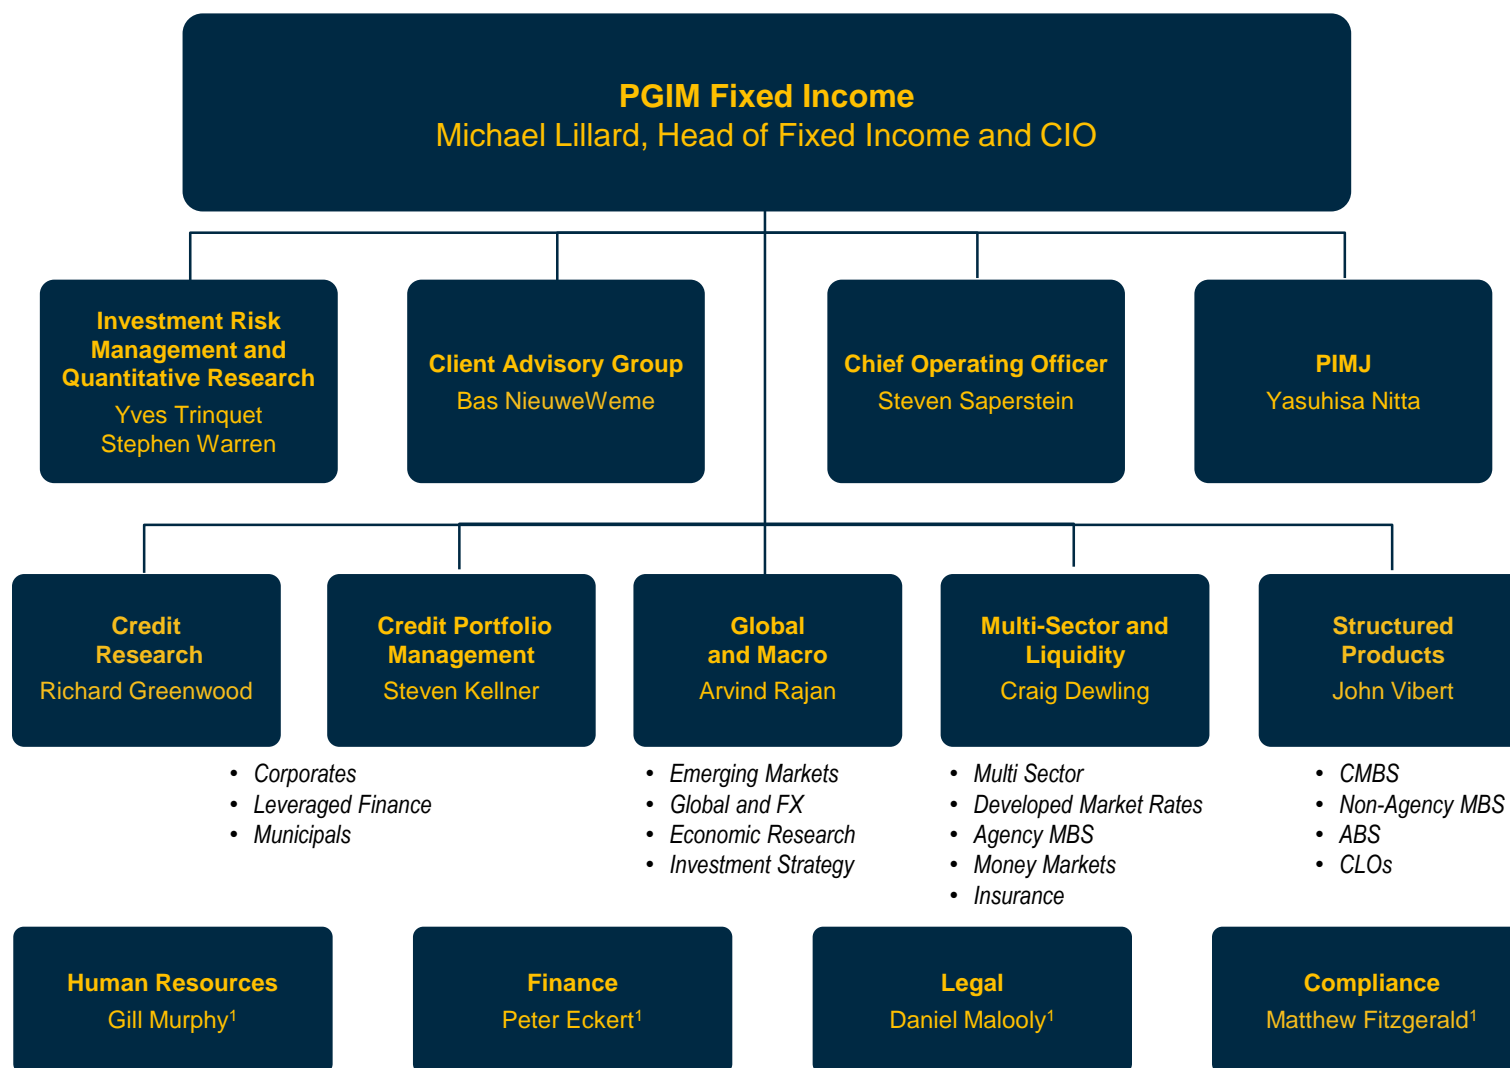 PGIM Fixed Income
Michael Lillard, Head of Fixed Income and CIO
Investment Risk
Management and
Quantitative Research
Yves Trinquet
Stephen Warren
Client Advisory Group
Bas NieuweWeme
Chief Operating Officer
Steven Saperstein
PIMJ
Yasuhisa Nitta
Credit
Research
Richard Greenwood
Credit Portfolio
Management
Steven Kellner
Global
and Macro
Arvind Rajan
Multi-Sector and
Liquidity
Craig Dewling
Structured
Products
John Vibert
• Corporates
• Leveraged Finance
• Municipals
• Emerging Markets
• Global and FX
• Economic Research
• Investment Strategy
• Multi Sector
• Developed Market Rates
• Agency MBS
• Money Markets
• Insurance
• CMBS
• Non-Agency MBS
• ABS
• CLOs
Human Resources
Gill Murphy¹
Finance
Peter Eckert¹
Legal
Daniel Malooly¹
Compliance
Matthew Fitzgerald¹